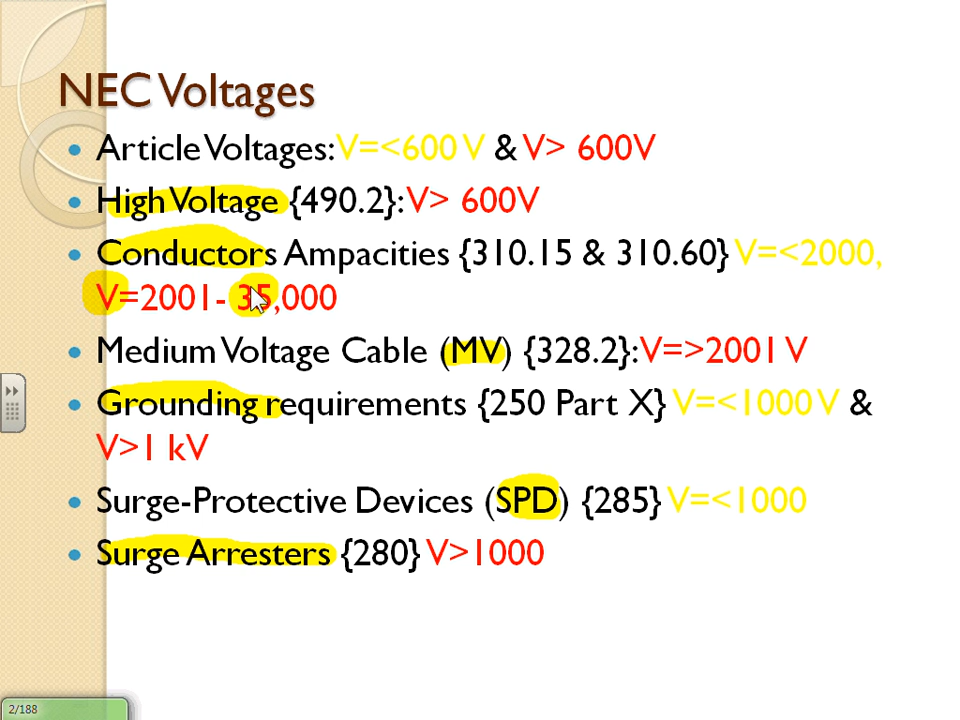 NEC Voltages
Article Voltages: V=<600 V & V> 600V
High Voltage {490.2}: V> 600V
Conductors Ampacities {310.15 & 310.60} V=<2000,
V=2001- 35,000
Medium Voltage Cable (MV) {328.2}: V=>2001 V
Grounding requirements {250 Part X} V=<1000 V &
V>1 kV
Surge-Protective Devices (SPD) {285} V=<1000
Surge Arresters {280} V>1000
2/188